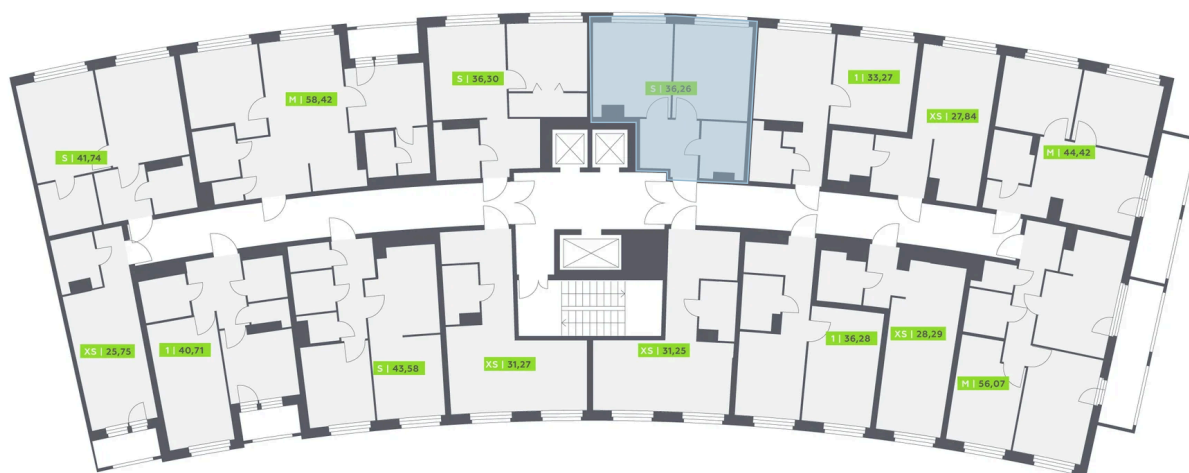 S | 41,74
M | 58,42
S | 36,30
S | 36,26
1 | 33,27
XS | 27,84
M | 44,42
XS | 25,75
1 | 40,71
S | 43,58
XS | 31,27
XS | 31,25
1 | 36,28
XS | 28,29
M | 56,07